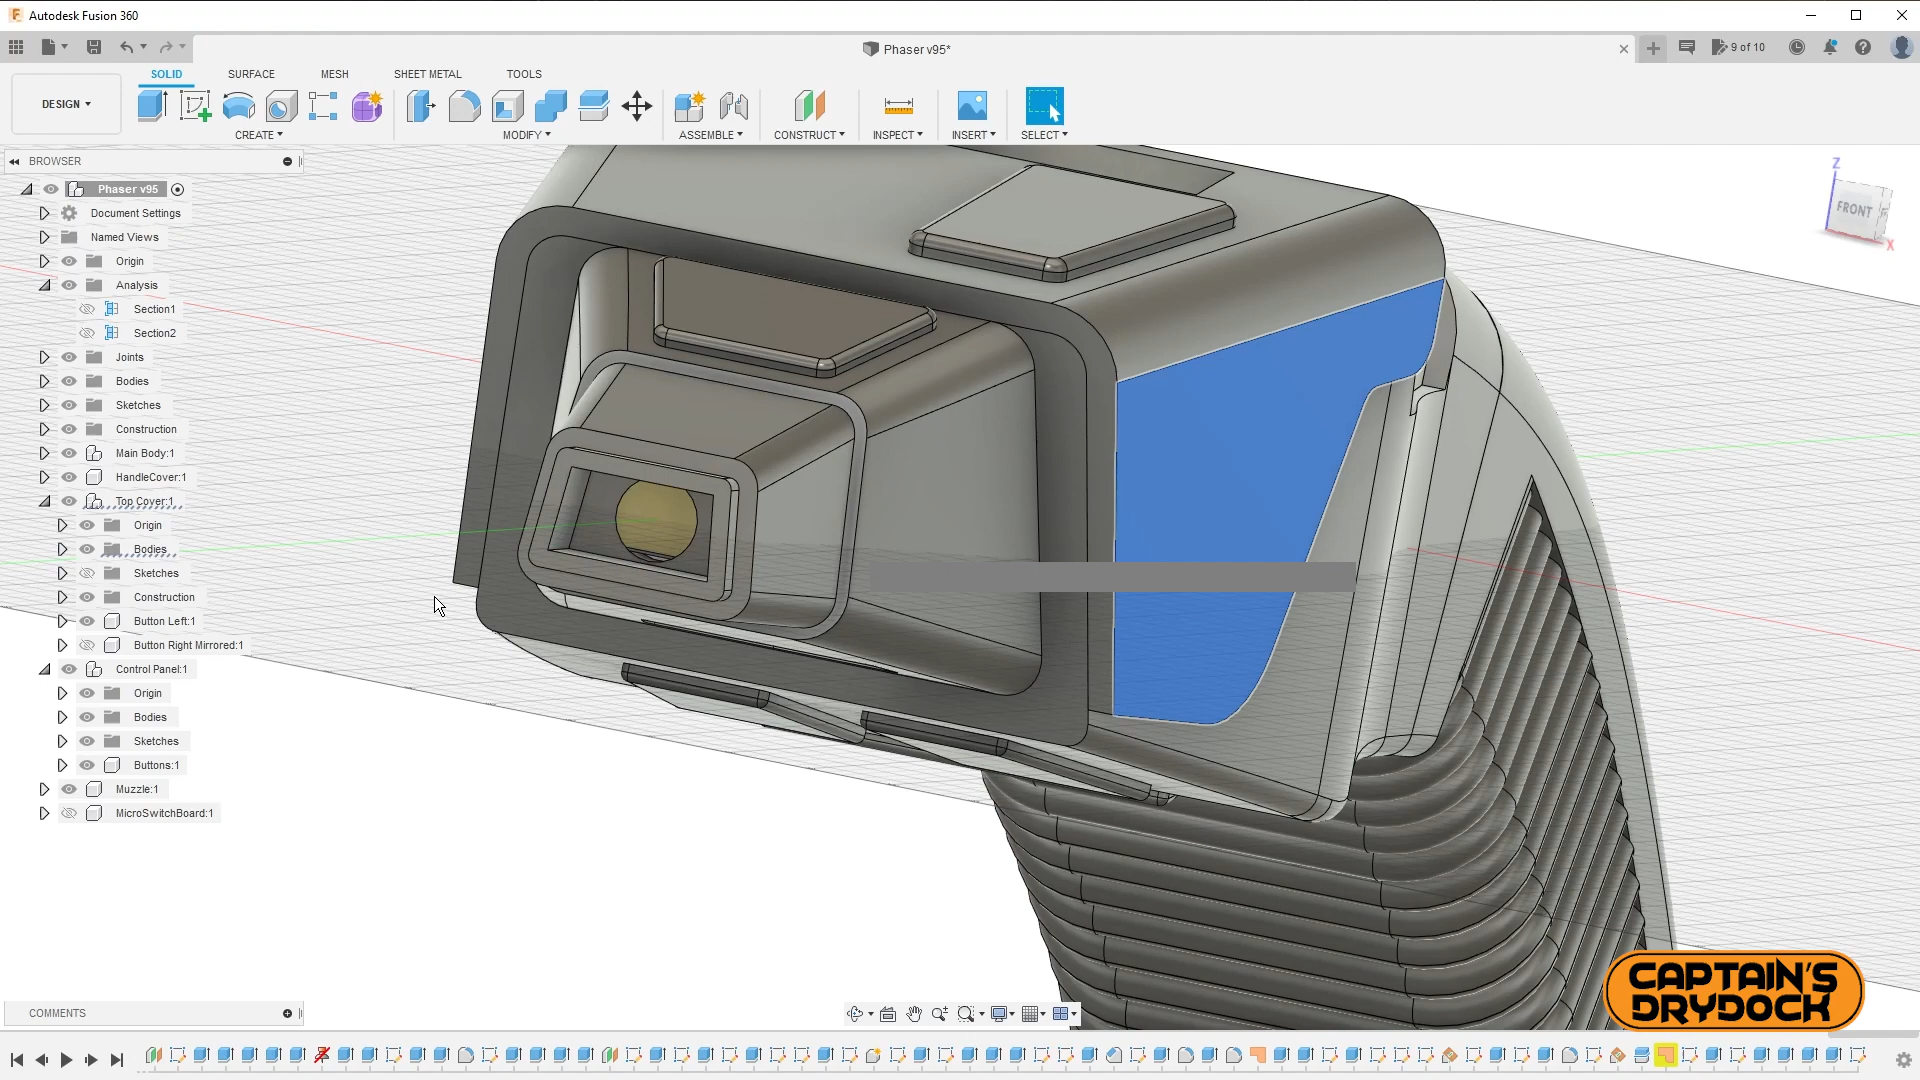 Autodesk Fusion 360
Phaser v95*
9 of 10
SOLID
SURFACE
MESH
SHEET METAL
TOOLS
DESIGN
CREATE
MODIFY
ASSEMBLE
CONSTRUCT
INSPECT
INSERT
SELECT
BROWSER
Phaser v95
Document Settings
Named Views
Origin
Analysis
Section1
Section2
Joints
Bodies
Sketches
Construction
Main Body:1
HandleCover:1
Top Cover:1
Origin
Bodies
Sketches
Construction
Button Left:1
Button Right Mirrored:1
Control Panel:1
Origin
Bodies
Sketches
Buttons:1
Muzzle:1
MicroSwitchBoard:1
Z
FRONT
X
COMMENTS
CAPTAIN'S
DRYDOCK